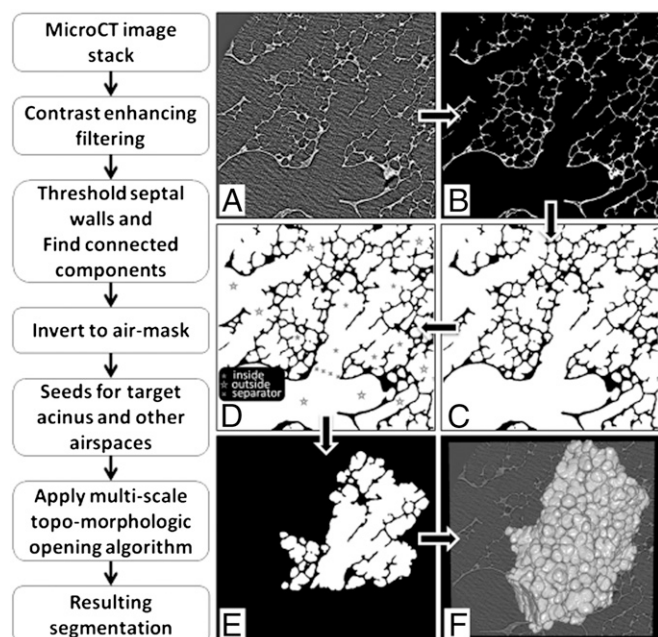 MicroCT image
stack
Contrast enhancing
filtering
Threshold septal
walls and
Find connected
components
Invert to air-mask
Seeds for target
acinus and other
airspaces
Apply multi-scale
topo-morphologic
opening algorithm
Resulting
segmentation
A
B
D
inside
outside
separator
C
E
F